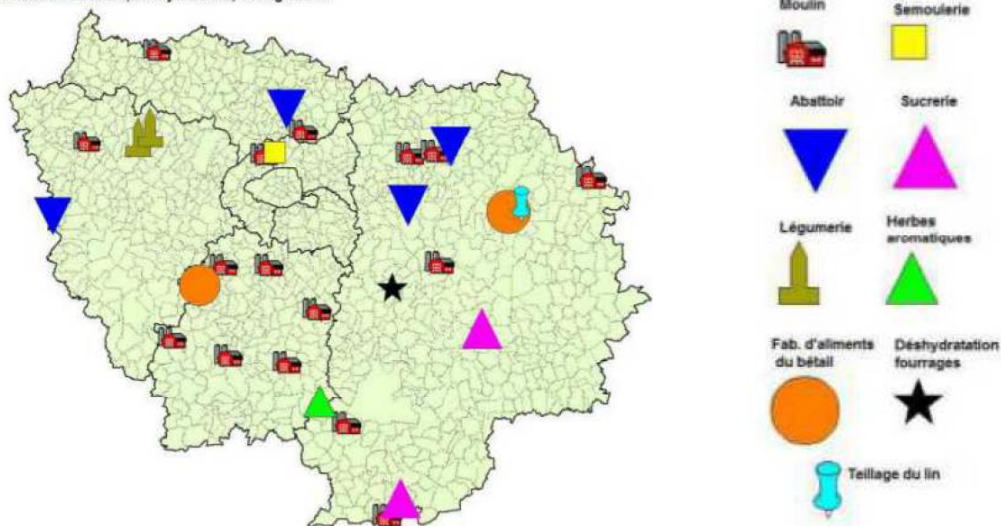 Moulin
Semoulerie
Abattoir
Sucrerie
Légumerie
Herbes
aromatiques
Fab. d'aliments
du bétail
Déshydratation
fourrages
Teillage du lin